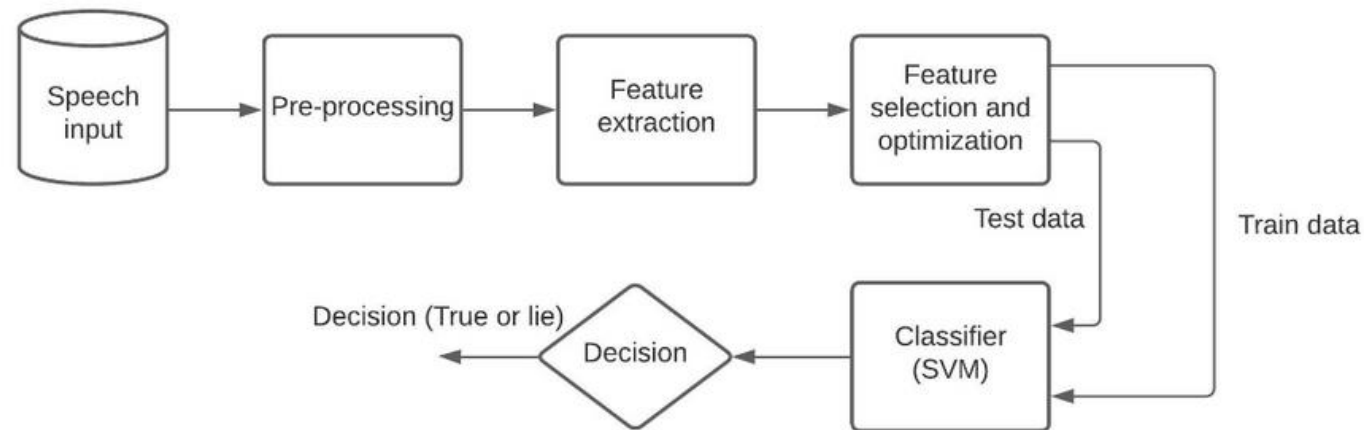 Speech
input
Pre-processing
Feature
extraction
Feature
selection and
optimization
Test data
Train data
Decision (True or lie)
Decision
Classifier
(SVM)